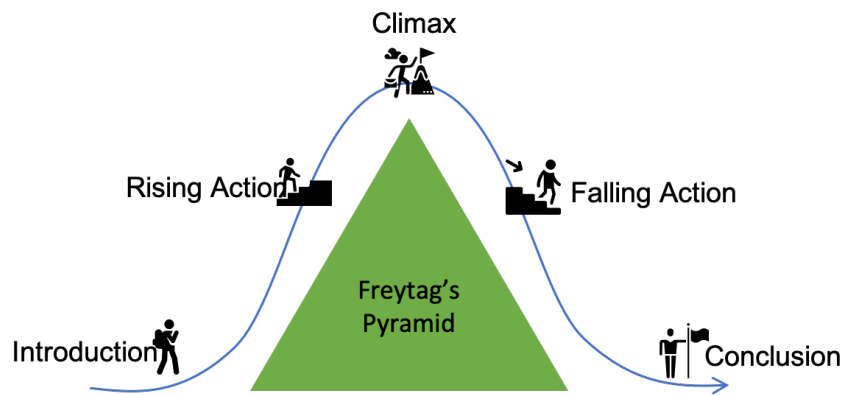 Climax
Rising Action
Falling Action
Freytag’s
Pyramid
Introduction
Conclusion